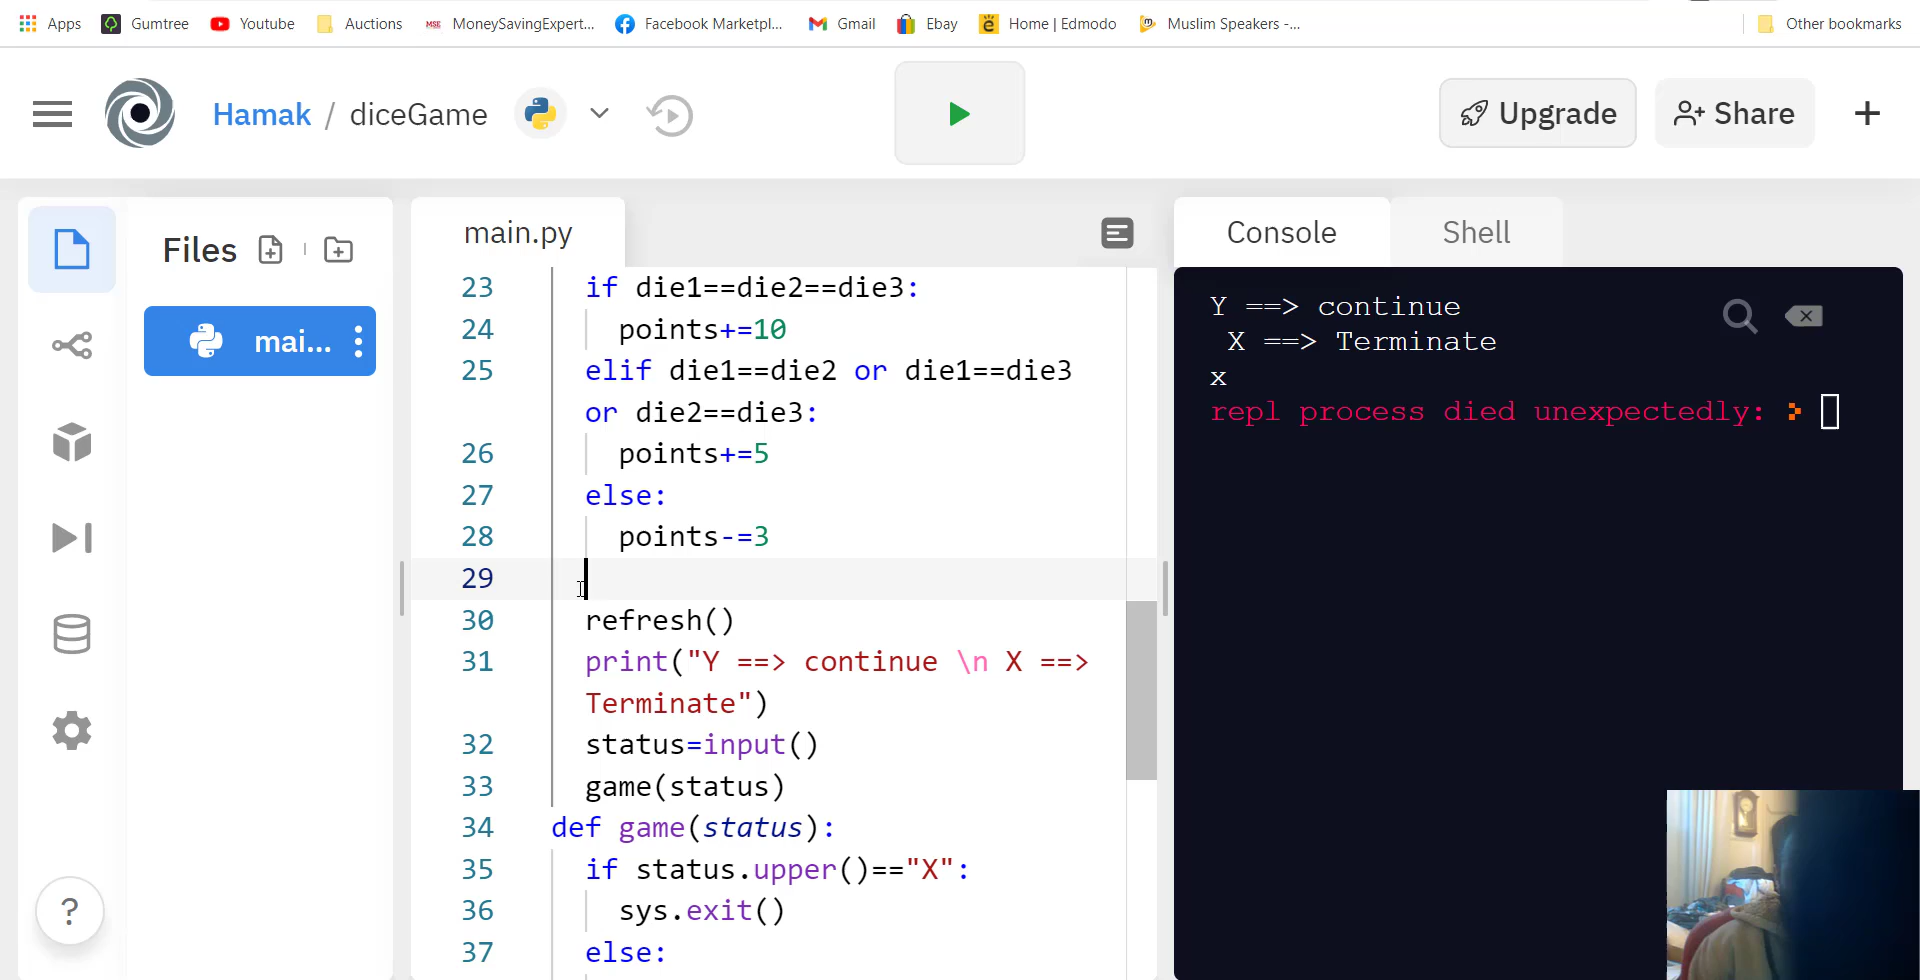 Apps Gumtree Youtube Auctions MoneySavingExpert... Facebook Marketpl... Gmail Ebay Home | Edmodo Muslim Speakers -... Other bookmarks
Hamak / diceGame Upgrade Share +
Files
mai...
main.py
23 if die1==die2==die3:
24 points+=10
25 elif die1==die2 or die1==die3
or die2==die3:
26 points+=5
27 else:
28 points-=3
29
30 refresh()
31 print("Y ==> continue \n X ==>
Terminate")
32 status=input()
33 game(status)
34 def game(status):
35 if status.upper()=="X":
36 sys.exit()
37 else:
Console Shell
Y ==> continue
X ==> Terminate
x
repl process died unexpectedly:
?